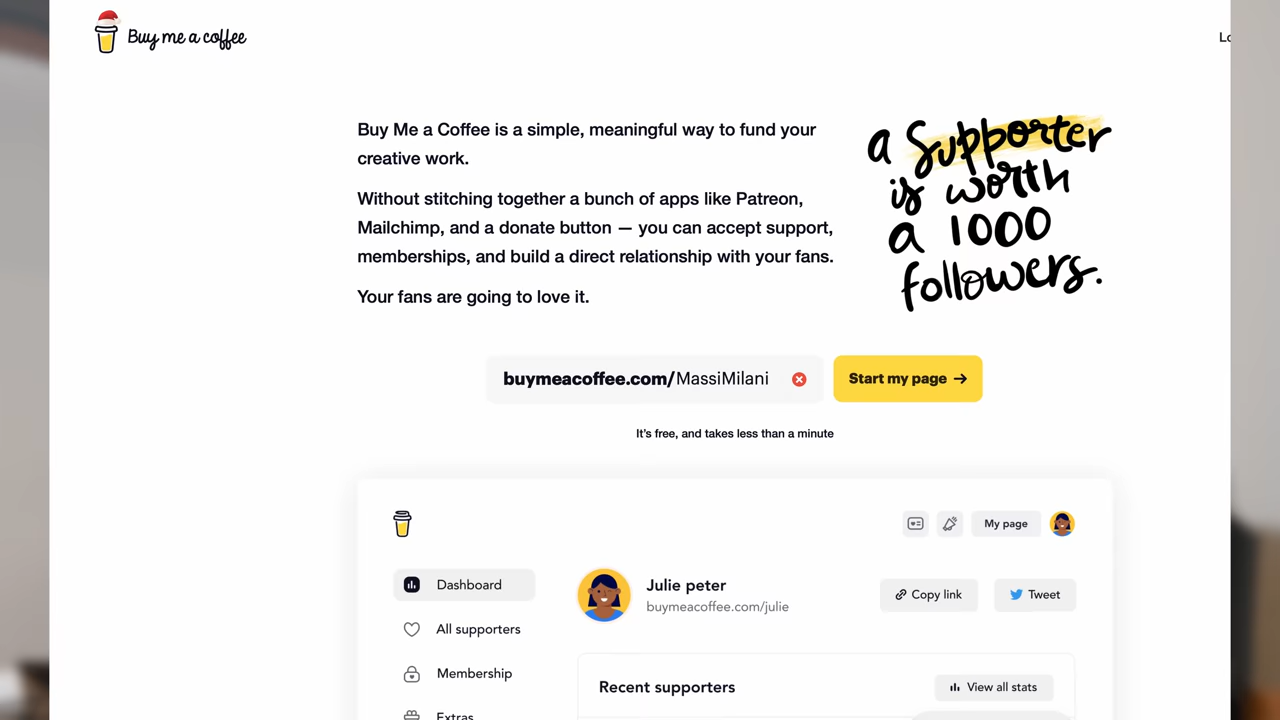 Buy me a coffee
Buy Me a Coffee is a simple, meaningful way to fund your
creative work.
Without stitching together a bunch of apps like Patreon,
Mailchimp, and a donate button — you can accept support,
memberships, and build a direct relationship with your fans.
Your fans are going to love it.
a Supporter
is worth
a 1000
followers.
buymeacoffee.com/MassiMilani
Start my page →
It's free, and takes less than a minute
My page
Dashboard
All supporters
Membership
Extras
Julie peter
buymeacoffee.com/julie
Copy link
Tweet
Recent supporters
View all stats